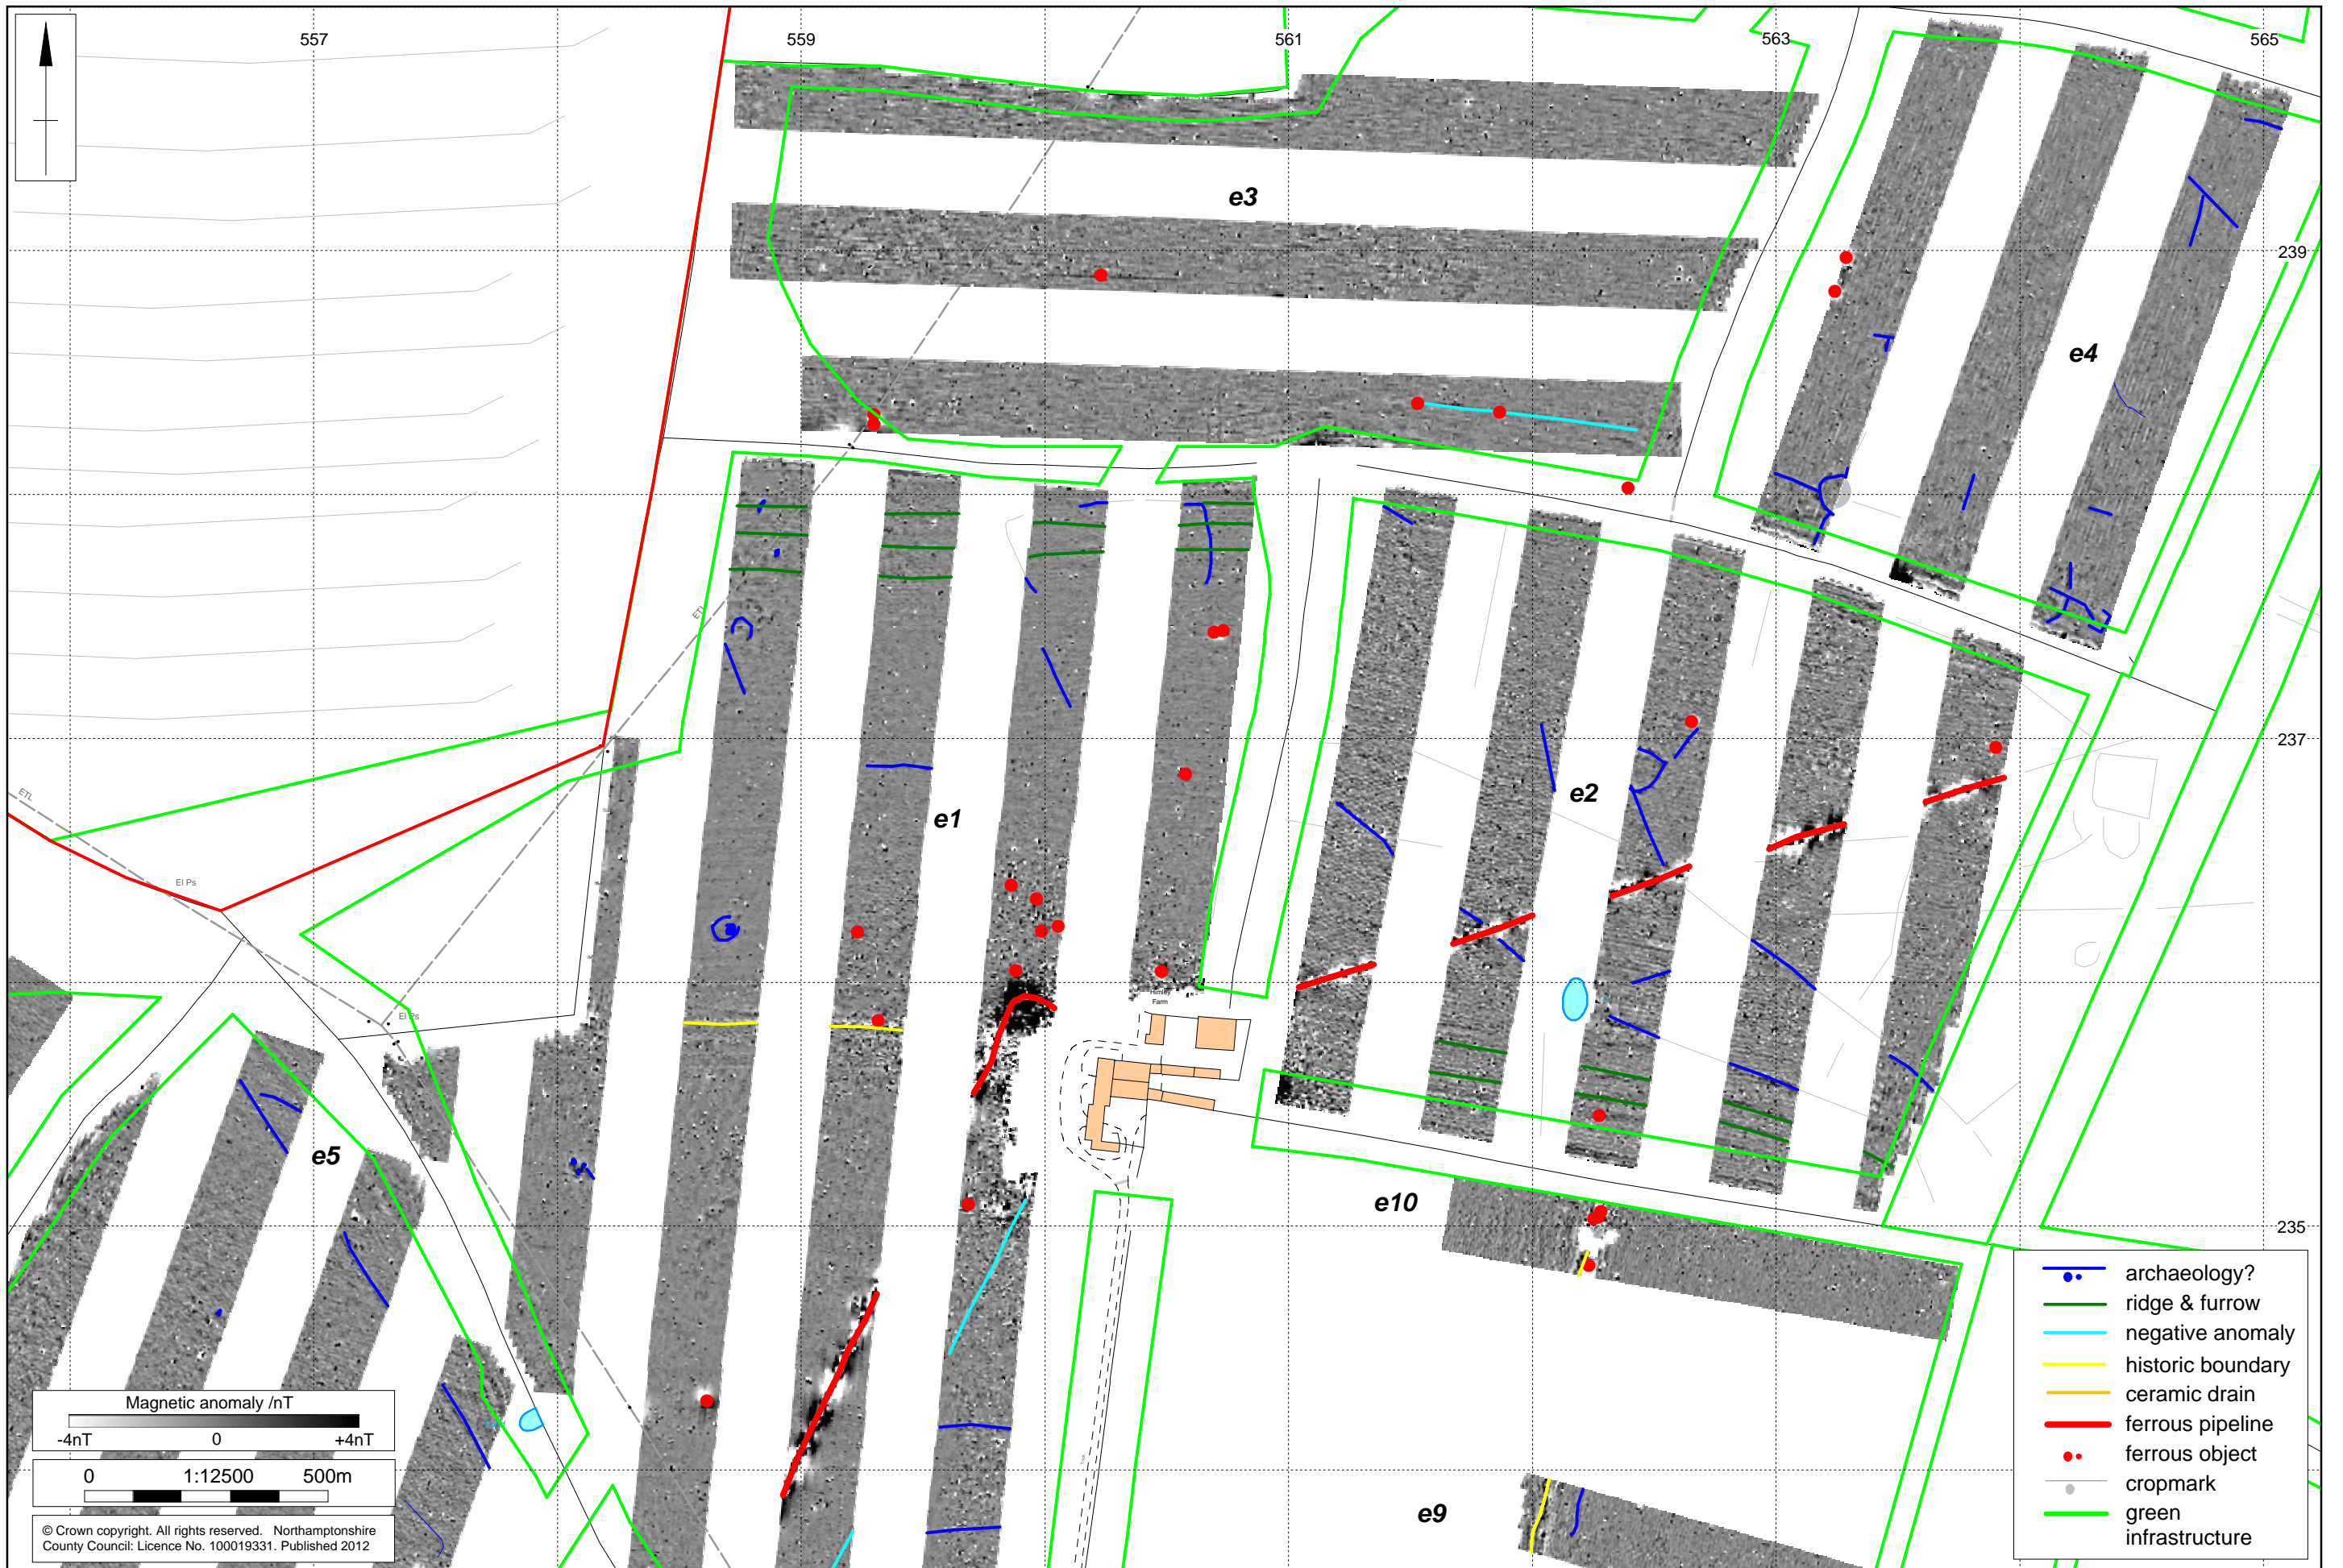 557
559
561
563
565
e3
239
e4
ETL
237
e1
e2
ETL
El Ps
El Ps
Farm
e5
e10
235
e9
archaeology?
ridge & furrow
negative anomaly
historic boundary
ceramic drain
ferrous pipeline
ferrous object
cropmark
green
infrastructure
Magnetic anomaly /nT
-4nT 0 +4nT
0 1:12500 500m
© Crown copyright. All rights reserved. Northamptonshire
County Council: Licence No. 100019331. Published 2012